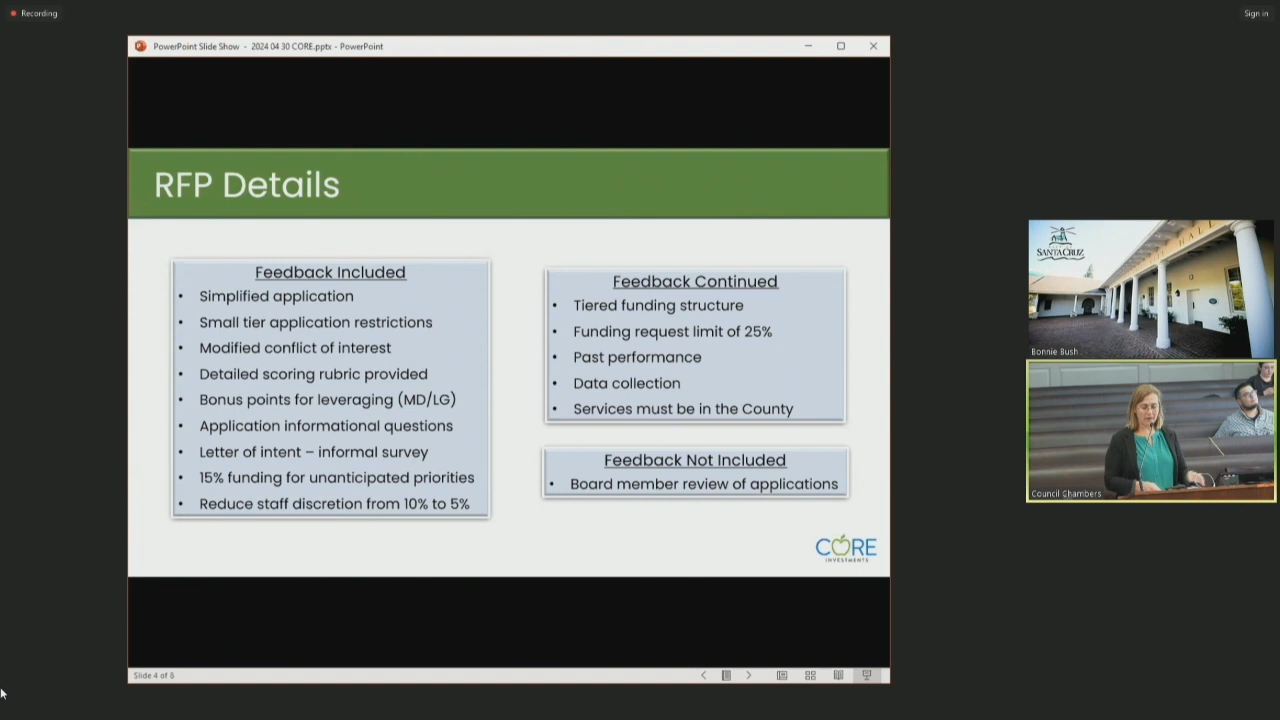 Recording
Sign in
PowerPoint Slide Show - 2024 04 30 CORE.pptx - PowerPoint
RFP Details
Feedback Included
• Simplified application
• Small tier application restrictions
• Modified conflict of interest
• Detailed scoring rubric provided
• Bonus points for leveraging (MD/LG)
• Application informational questions
• Letter of intent – informal survey
• 15% funding for unanticipated priorities
• Reduce staff discretion from 10% to 5%
Feedback Continued
• Tiered funding structure
• Funding request limit of 25%
• Past performance
• Data collection
• Services must be in the County
Feedback Not Included
• Board member review of applications
CORE
INVESTMENTS
Slide 4 of 8
SANTA CRUZ
HALL
Bonnie Bush
Council Chambers